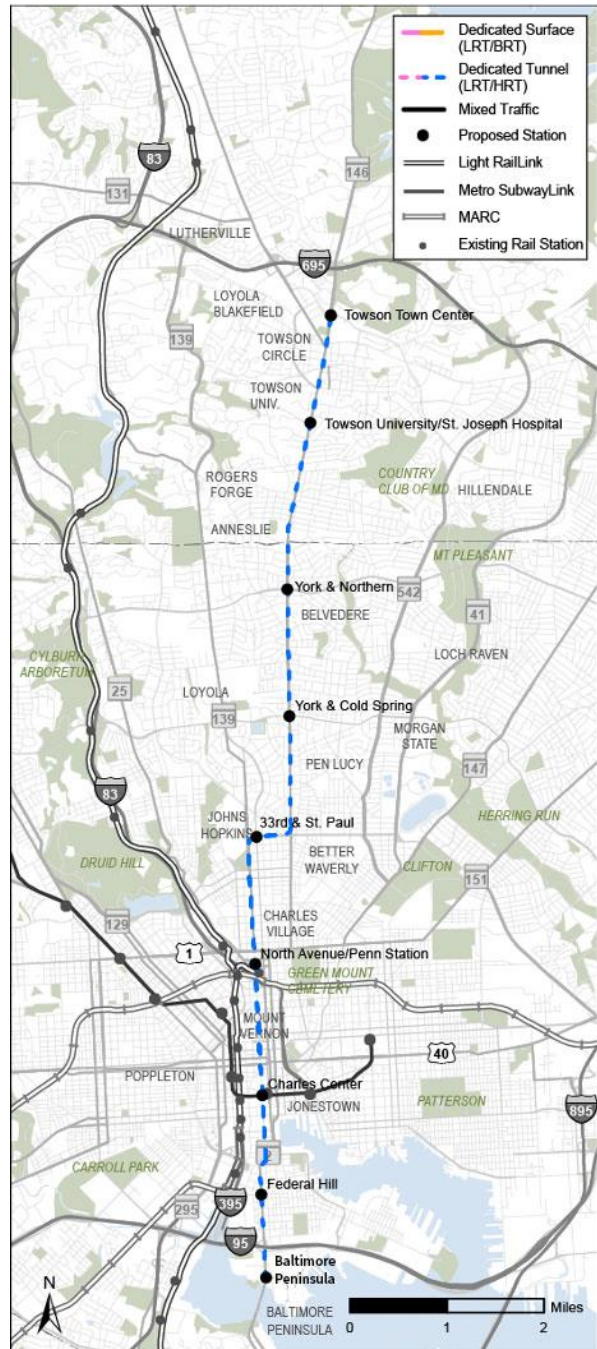 Dedicated Surface
(LRT/BRT)
Dedicated Tunnel
(LRT/HRT)
Mixed Traffic
Proposed Station
Light RailLink
Metro SubwayLink
MARC
Existing Rail Station
83
146
131
LUTHERVILLE
695
LOYOLA
BLAKEFIELD
Towson Town Center
139
TOWSON
CIRCLE
TOWSON
UNIV.
Towson University/St. Joseph Hospital
ROGERS
FORGE
COUNTRY
CLUB OF MD
HILLENDALE
ANNESLIE
MT PLEASANT
York & Northern
542
BELVEDERE
41
CYLBURN
ARBORETUM
LOCH RAVEN
25
LOYOLA
139
York & Cold Spring
MORGAN
STATE
PEN LUCY
147
83
JOHNS
HOPKINS
33rd & St. Paul
HERRING RUN
DRUID HILL
BETTER
WAVERLY
CLIFTON
151
129
CHARLES
VILLAGE
1
North Avenue/Penn Station
GREEN MOUNT
CEMETERY
MOUNT
VERNON
40
POPPLETON
Charles Center
JONESTOWN
PATTERSON
895
2
CARROLL PARK
Federal Hill
295
395
95
Baltimore
Peninsula
N
BALTIMORE
PENINSULA
Miles
0 1 2